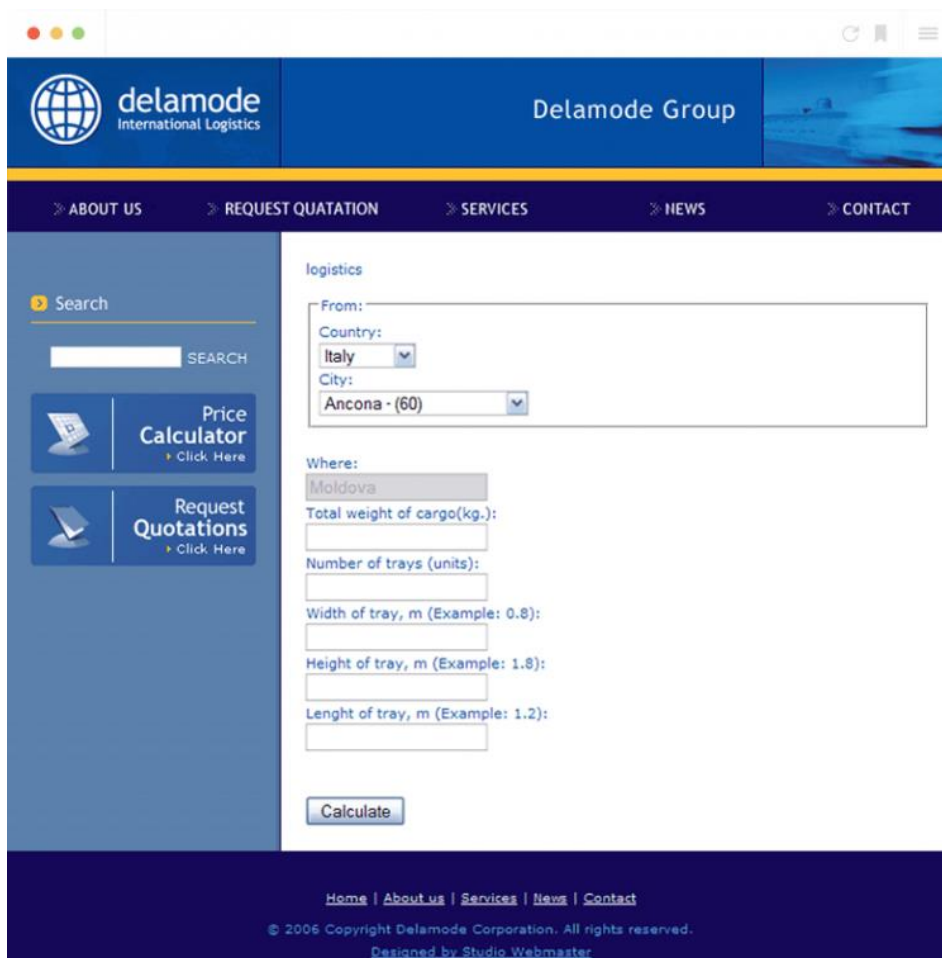 delamode
International Logistics
Delamode Group
ABOUT US
REQUEST QUATATION
SERVICES
NEWS
CONTACT
Search
SEARCH
Price
Calculator
Click Here
Request
Quotations
Click Here
logistics
From:
Country:
Italy
City:
Ancona - (60)
Where:
Moldova
Total weight of cargo(kg.):
Number of trays (units):
Width of tray, m (Example: 0.8):
Height of tray, m (Example: 1.8):
Lenght of tray, m (Example: 1.2):
Calculate
Home | About us | Services | News | Contact
© 2006 Copyright Delamode Corporation. All rights reserved.
Designed by Studio Webmaster